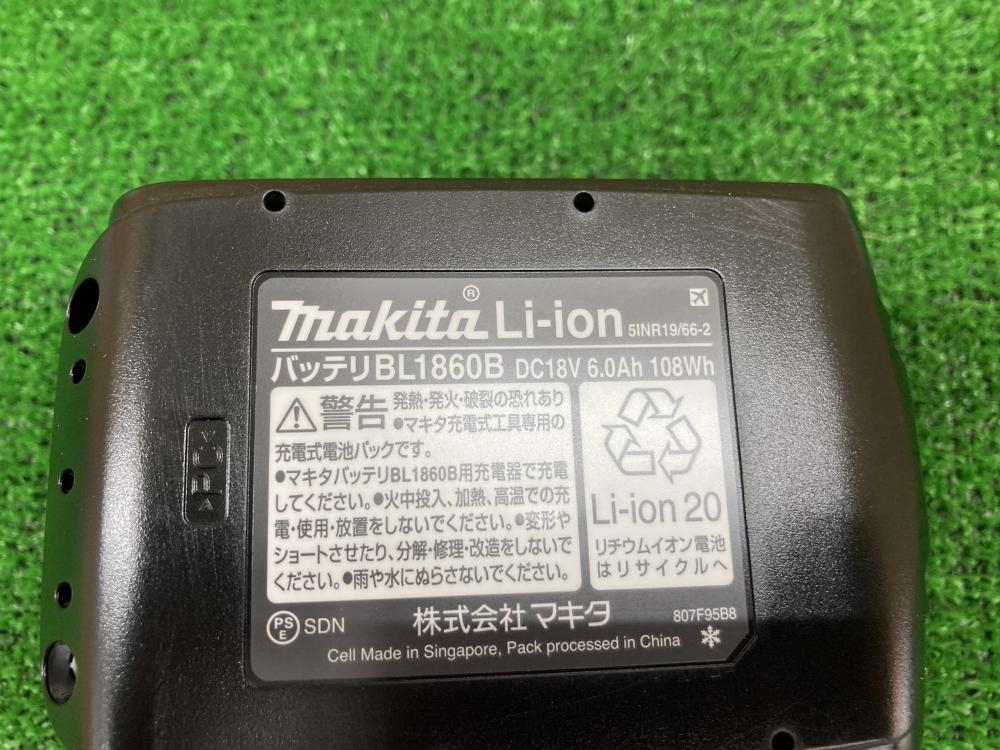 makita® Li-ion 5INR19/66-2
バッテリBL1860B DC18V 6.0Ah 108Wh
警告 発熱・発火・破裂の恐れあり
●マキタ充電式工具専用の
充電式電池パックです。
●マキタバッテリBL1860B用充電器で充電
してください。●火中投入、加熱、高温での充
電・使用・放置をしないでください。●変形や
ショートさせたり、分解・修理・改造をしないで
ください。●雨や水にぬらさないでください。
Li-ion 20
リチウムイオン電池
はリサイクルへ
PS E SDN
株式会社マキタ
807F95B8
Cell Made in Singapore, Pack processed in China
PC